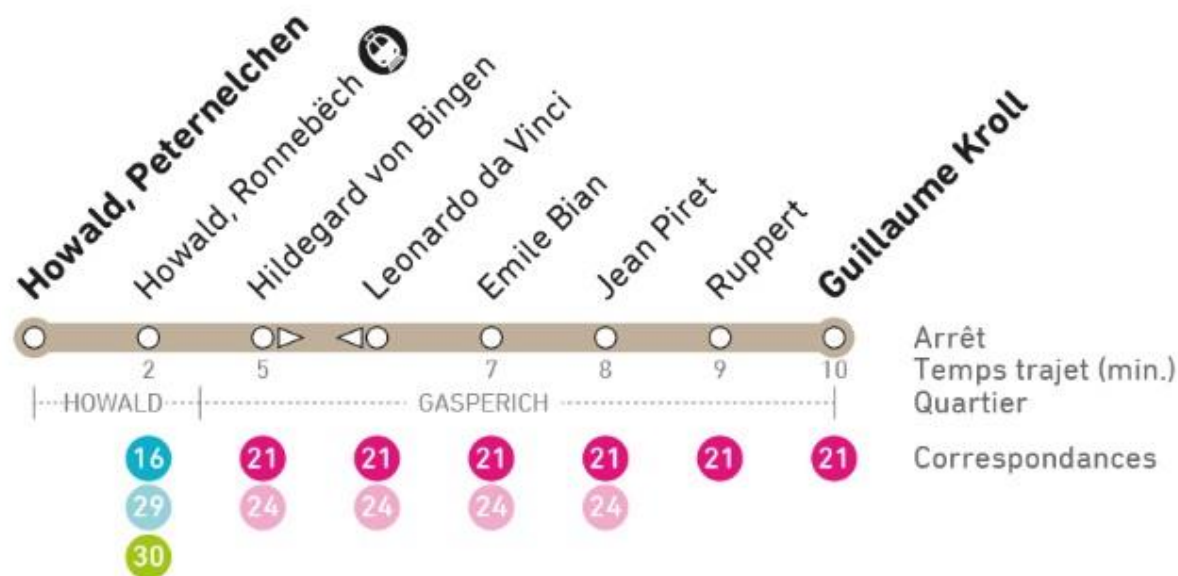 Howald, Peternelchen
Howald, Ronnebëch
Hildegard von Bingen
Leonardo da Vinci
Emile Bian
Jean Piret
Ruppert
Guillaume Kroll
Arrêt
2 5 7 8 9 10 Temps trajet (min.)
HOWALD GASPERICH Quartier
16 21 21 21 21 21 21 Correspondances
29 24 24 24 24
30